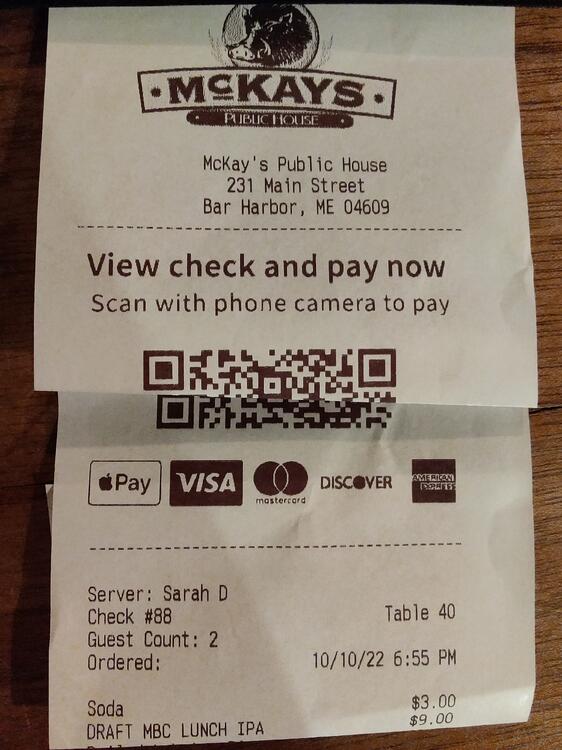 McKAYS
PUBLIC HOUSE
McKay's Public House
231 Main Street
Bar Harbor, ME 04609
View check and pay now
Scan with phone camera to pay
Pay VISA mastercard DISCOVER AMERICAN EXPRESS
Server: Sarah D
Check #88 Table 40
Guest Count: 2
Ordered: 10/10/22 6:55 PM
Soda $3.00
DRAFT MBC LUNCH IPA $9.00